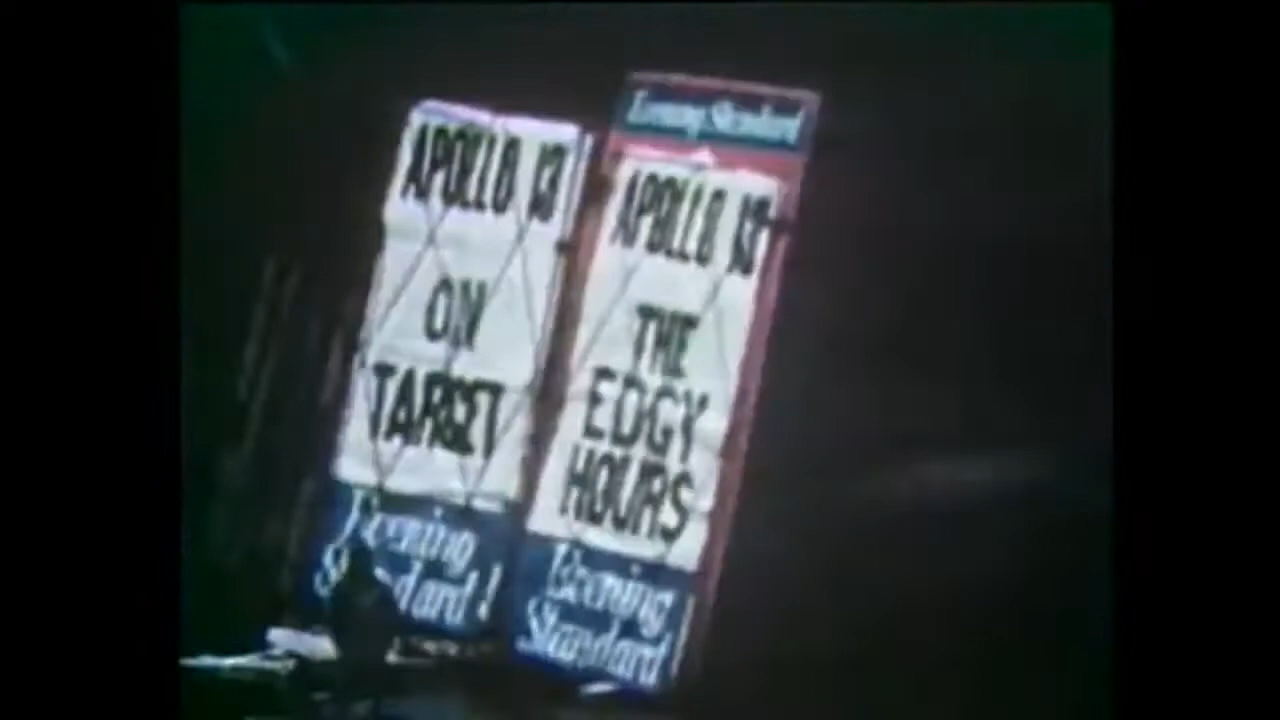 APOLLO 13
ON
TARGET
Evening
Standard!
Evening Standard
APOLLO 13
THE
EDGY
HOURS
Evening
Standard!